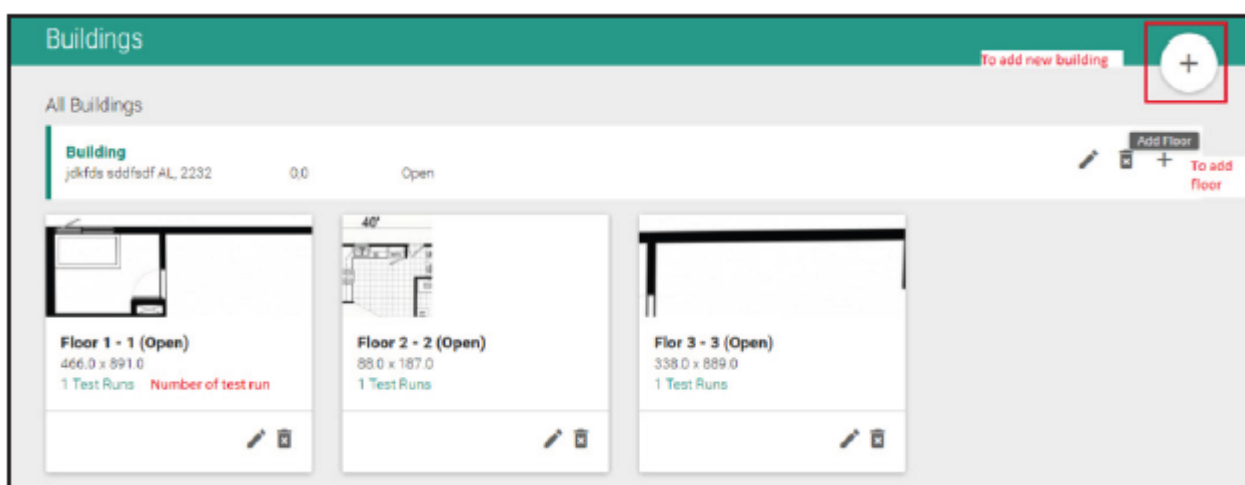 Buildings
To add new building
+
All Buildings
Building
jdkfds sddfsdf AL, 2232 0,0 Open
Add Floor
+ To add
floor
40'
Floor 1 - 1 (Open)
466.0 x 891.0
1 Test Runs Number of test run
Floor 2 - 2 (Open)
88.0 x 187.0
1 Test Runs
Flor 3 - 3 (Open)
338.0 x 889.0
1 Test Runs